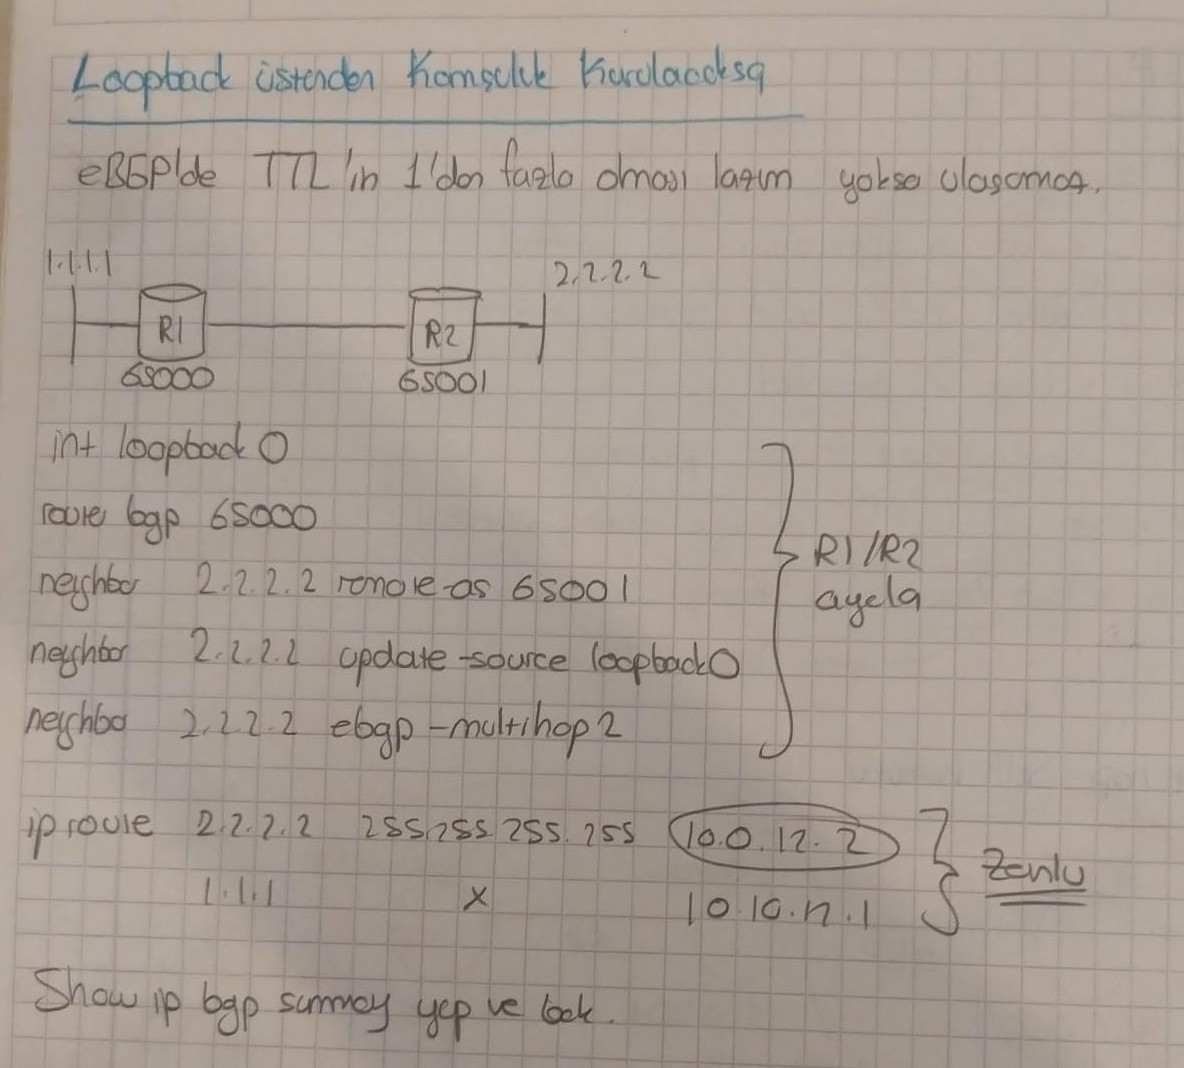 Loopback üstenden Komşuluk Kurulacaksa
eBGP'de TTL'in 1'den fazla olması lazım yoksa ulaşamaz.
1.1.1.1
2.2.2.2
R1
R2
65000
65001
int loopback 0
route bgp 65000
neighbor 2.2.2.2 remote-as 65001
neighbor 2.2.2.2 update-source loopback0
neighbor 2.2.2.2 ebgp-multihop 2
R1/R2
ayela
ip route 2.2.2.2 255.255.255.255 10.0.12.2
1.1.1 x 10.10.12.1
Zorunlu
Show ip bgp summary yap ve bak.